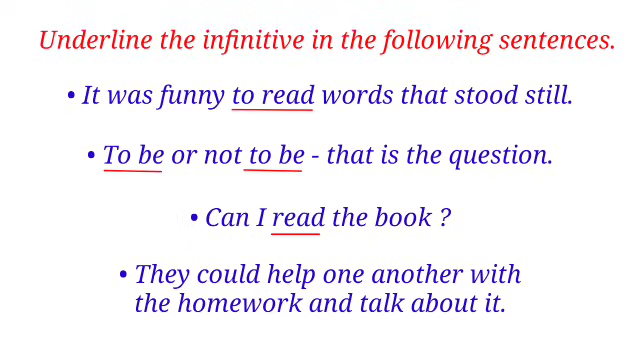 Underline the infinitive in the following sentences.
• It was funny to read words that stood still.
• To be or not to be - that is the question.
• Can I read the book ?
• They could help one another with
the homework and talk about it.